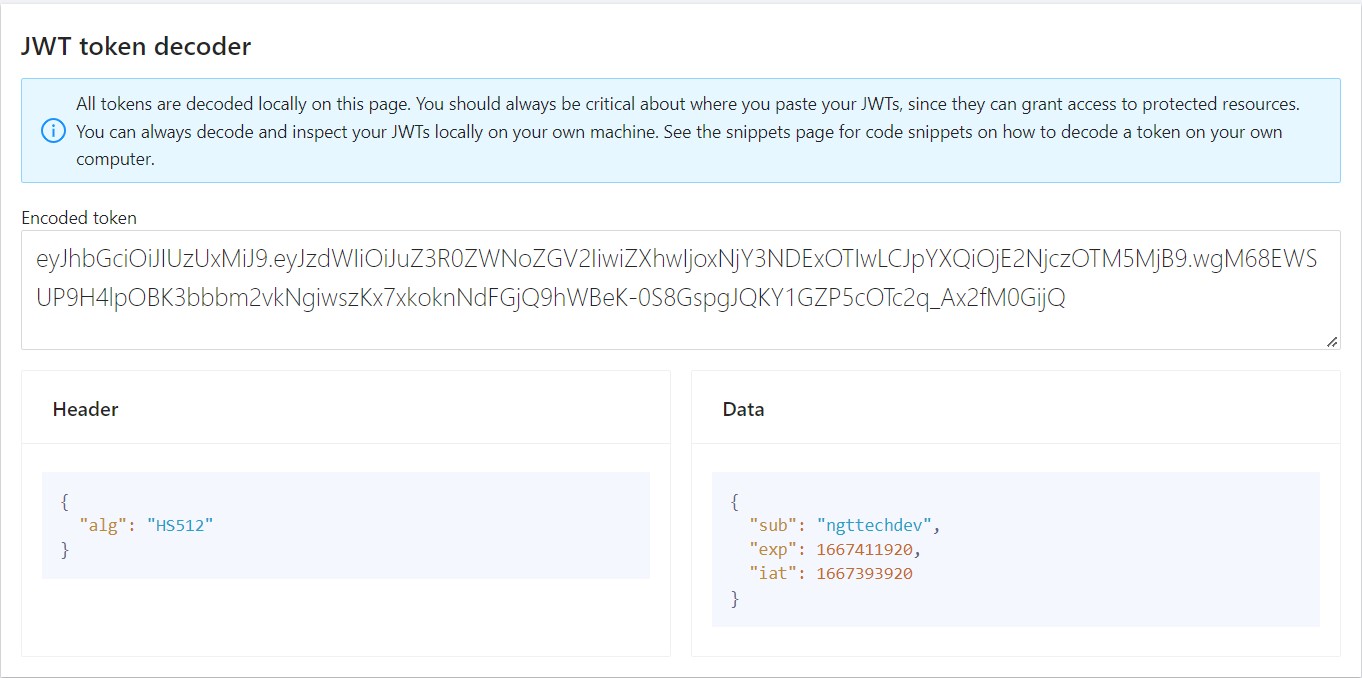 JWT token decoder
All tokens are decoded locally on this page. You should always be critical about where you paste your JWTs, since they can grant access to protected resources.
You can always decode and inspect your JWTs locally on your own machine. See the snippets page for code snippets on how to decode a token on your own
computer.
Encoded token
eyJhbGciOiJIUzUxMiJ9.eyJzdWIiOiJuZ3R0ZWNoZGV2IiwiZXhwIjoxNjY3NDExOTIwLCJpYXQiOjE2NjczOTM5MjB9.wgM68EWS
UP9H4lpOBK3bbbm2vkNgiwszKx7xkoknNdFGjQ9hWBeK-0S8GspgJQKY1GZP5cOTc2q_Ax2fM0GijQ
Header
Data
{
"alg": "HS512"
}
{
"sub": "ngttechdev",
"exp": 1667411920,
"iat": 1667393920
}